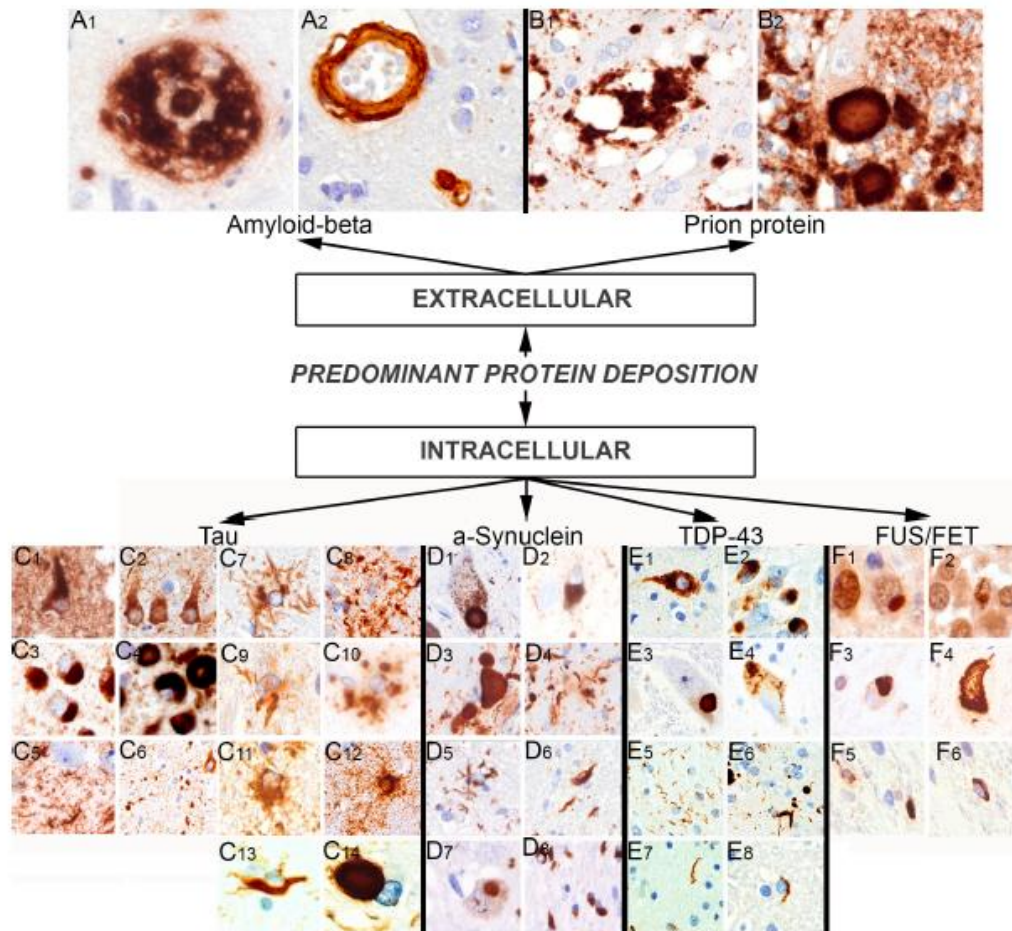 A1 A2 B1 B2
Amyloid-beta Prion protein
EXTRACELLULAR
PREDOMINANT PROTEIN DEPOSITION
INTRACELLULAR
Tau a-Synuclein TDP-43 FUS/FET
C1 C2 C7 C8 D1 D2 E1 E2 F1 F2
C3 C4 C9 C10 D3 D4 E3 E4 F3 F4
C5 C6 C11 C12 D5 D6 E5 E6 F5 F6
C13 C14 D7 D8 E7 E8